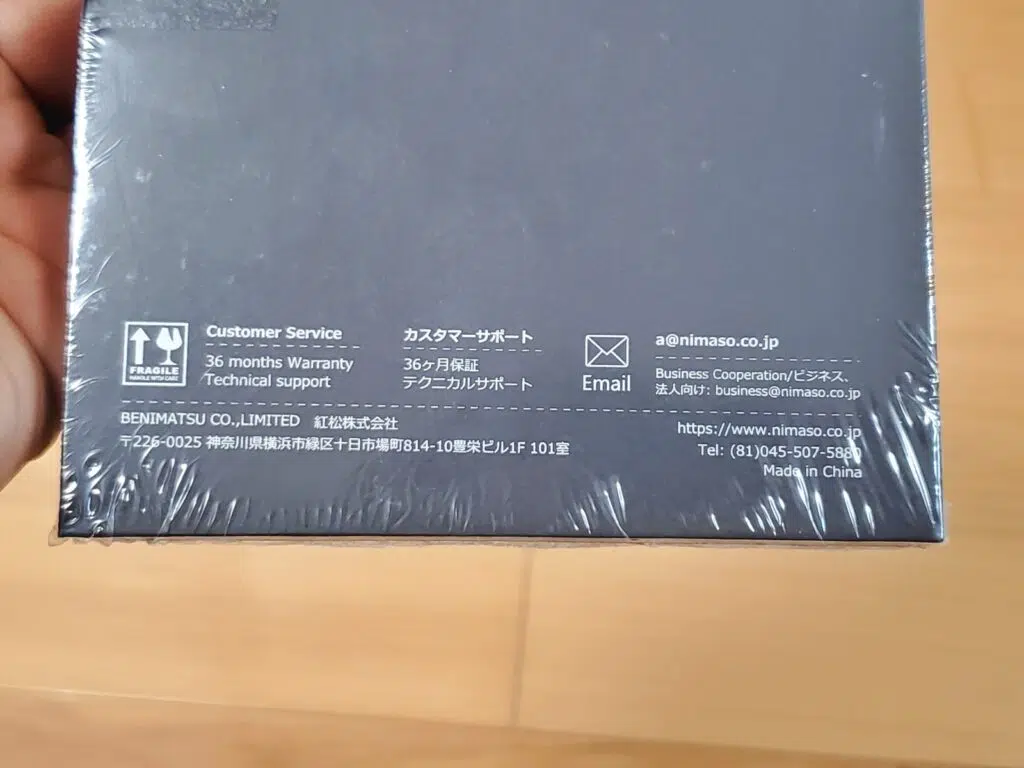 FRAGILE
HANDLE WITH CARE
Customer Service
36 months Warranty
Technical support
カスタマーサポート
36ヶ月保証
テクニカルサポート
Email
a@nimaso.co.jp
Business Cooperation/ビジネス、
法人向け: business@nimaso.co.jp
BENIMATSU CO.,LIMITED 紅松株式会社
〒226-0025 神奈川県横浜市緑区十日市場町814-10豊栄ビル1F 101室
https://www.nimaso.co.jp
Tel: (81)045-507-5880
Made in China